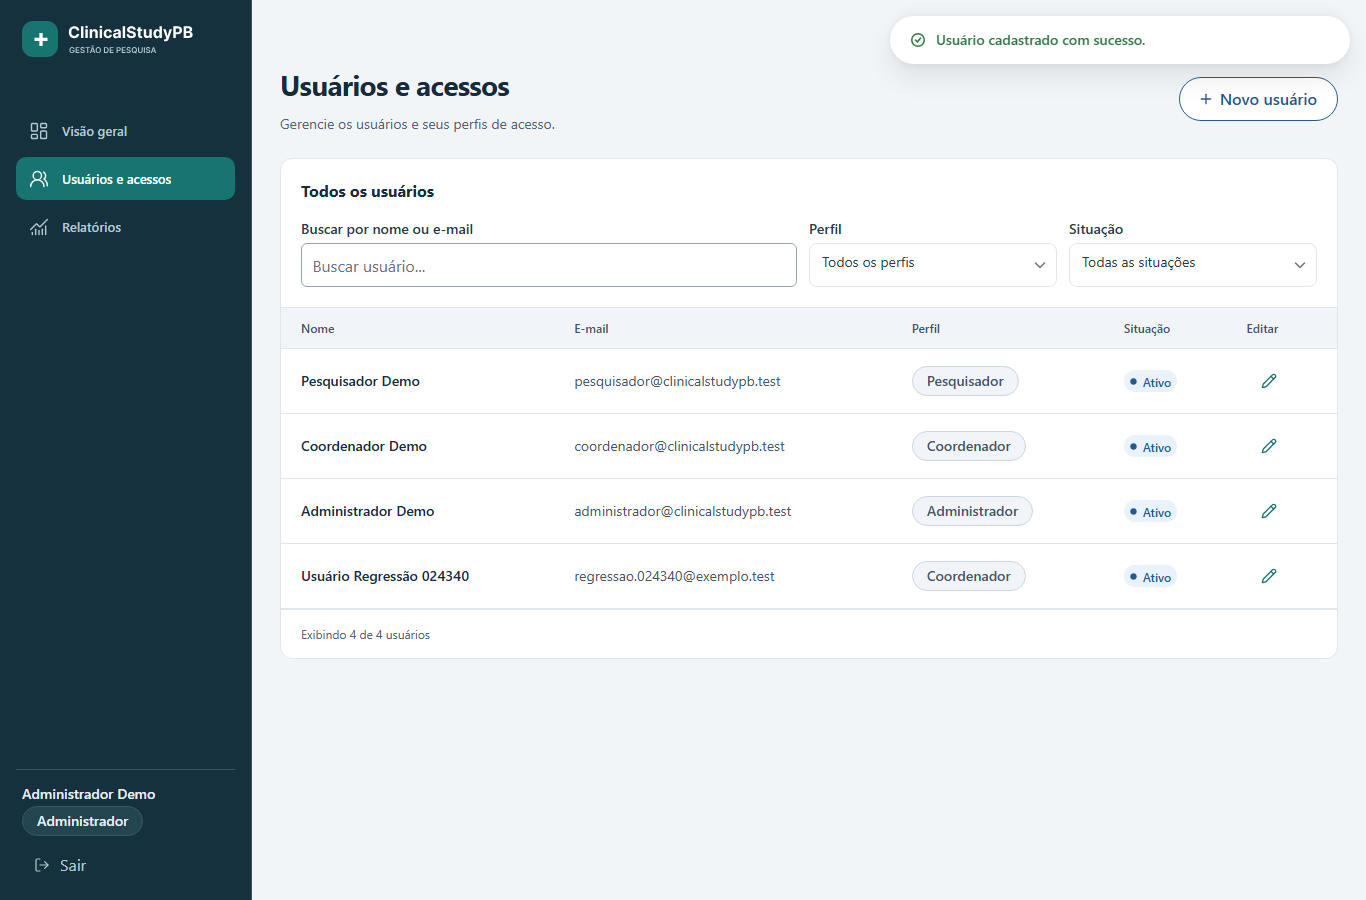 ClinicalStudyPB
GESTÃO DE PESQUISA
Visão geral
Usuários e acessos
Relatórios
Administrador Demo
Administrador
Sair
Usuário cadastrado com sucesso.
Usuários e acessos
Gerencie os usuários e seus perfis de acesso.
+ Novo usuário
Todos os usuários
Buscar por nome ou e-mail Perfil Situação
Buscar usuário... Todos os perfis Todas as situações
Nome E-mail Perfil Situação Editar
Pesquisador Demo pesquisador@clinicalstudypb.test Pesquisador Ativo
Coordenador Demo coordenador@clinicalstudypb.test Coordenador Ativo
Administrador Demo administrador@clinicalstudypb.test Administrador Ativo
Usuário Regressão 024340 regressao.024340@exemplo.test Coordenador Ativo
Exibindo 4 de 4 usuários